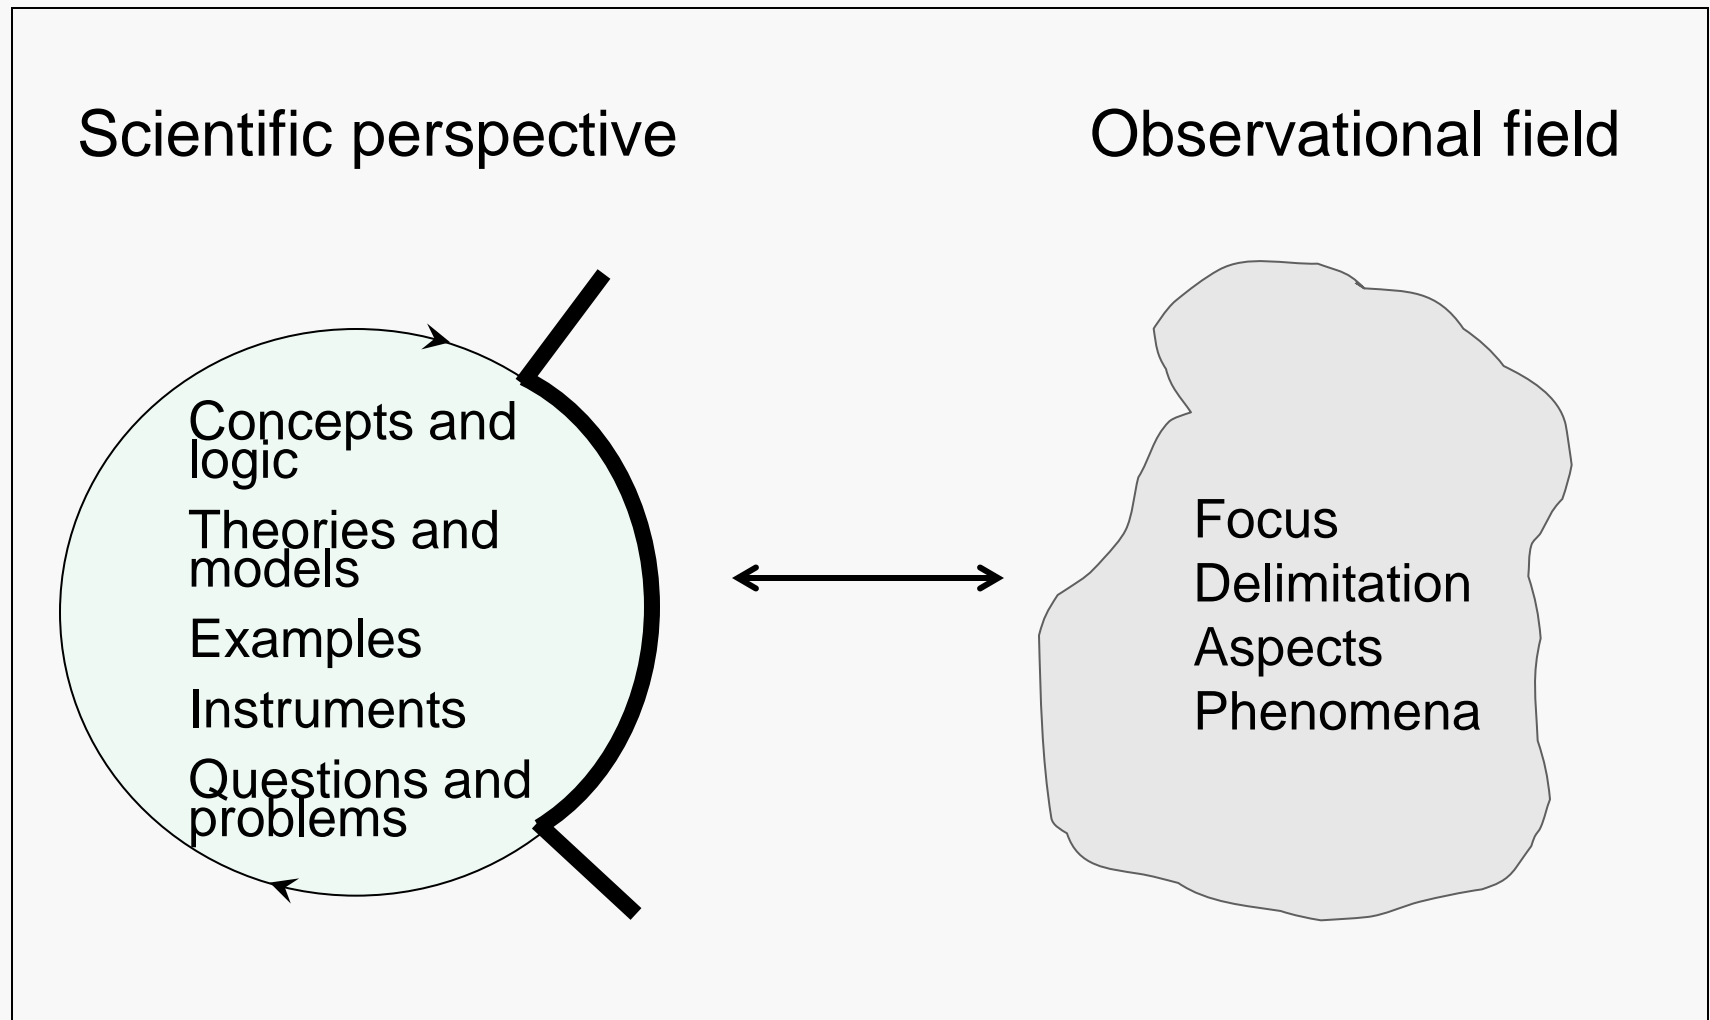 Scientific perspective
Observational field
Concepts and
logic
Theories and
models
Examples
Instruments
Questions and
problems
Focus
Delimitation
Aspects
Phenomena